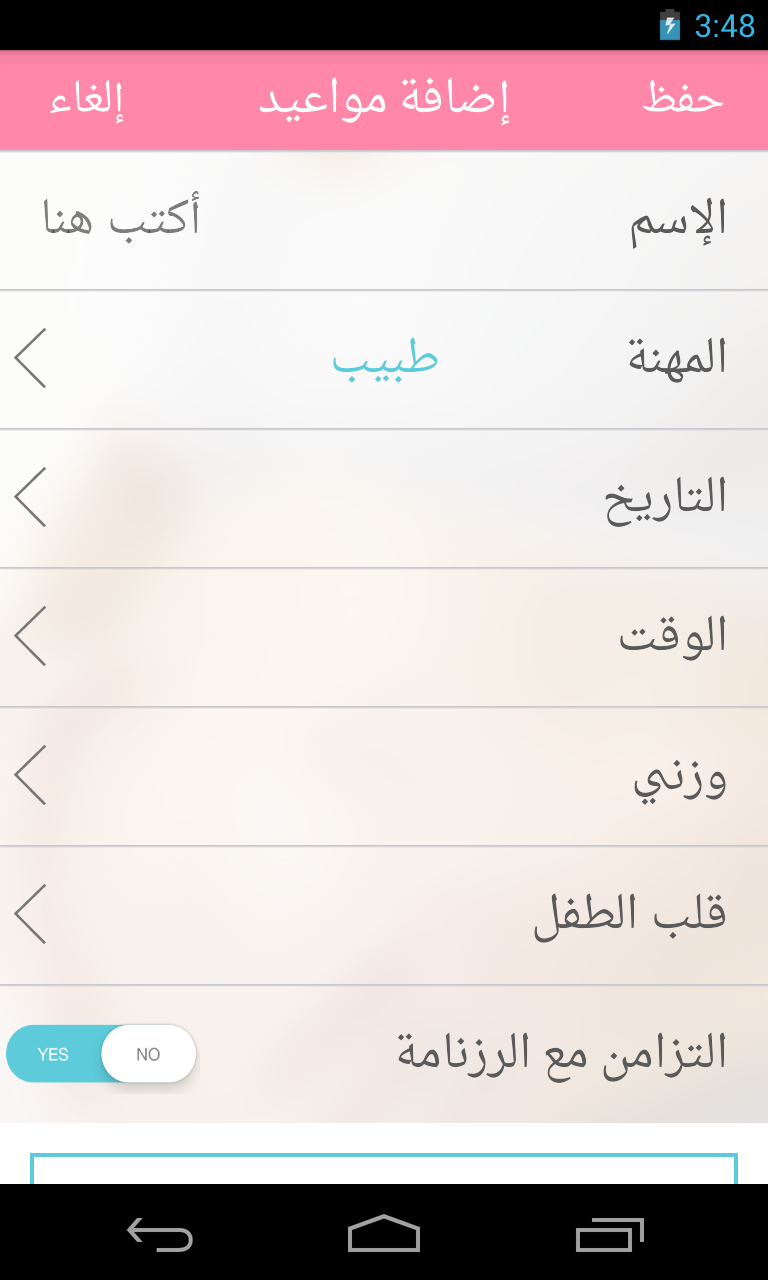 3:48
حفظ إضافة مواعيد إلغاء
الإسم أكتب هنا
المهنة طبيب
التاريخ
الوقت
وزني
قلب الطفل
التزامن مع الرزنامة YES NO